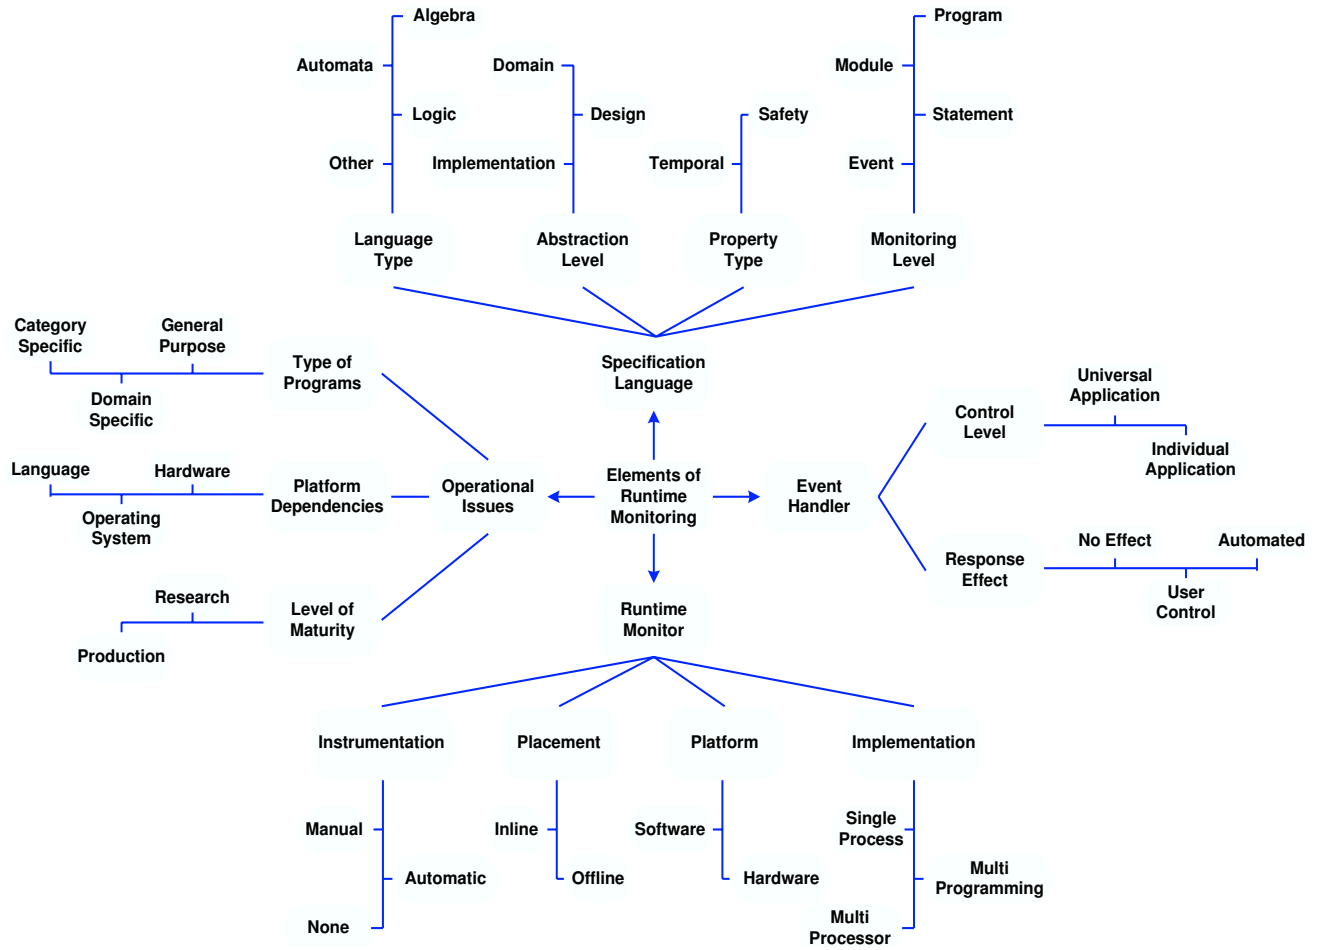 Algebra
Program
Automata
Domain
Module
Logic
Design
Safety
Statement
Other
Implementation
Temporal
Event
Language
Type
Abstraction
Level
Property
Type
Monitoring
Level
Category
Specific
General
Purpose
Type of
Programs
Domain
Specific
Specification
Language
Universal
Application
Control
Level
Individual
Application
Language
Hardware
Platform
Dependencies
Operating
System
Operational
Issues
Elements of
Runtime
Monitoring
Event
Handler
No Effect
Automated
Response
Effect
User
Control
Research
Production
Level of
Maturity
Runtime
Monitor
Instrumentation
Placement
Platform
Implementation
Manual
Inline
Software
Single
Process
Automatic
Offline
Hardware
Multi
Programming
None
Multi
Processor